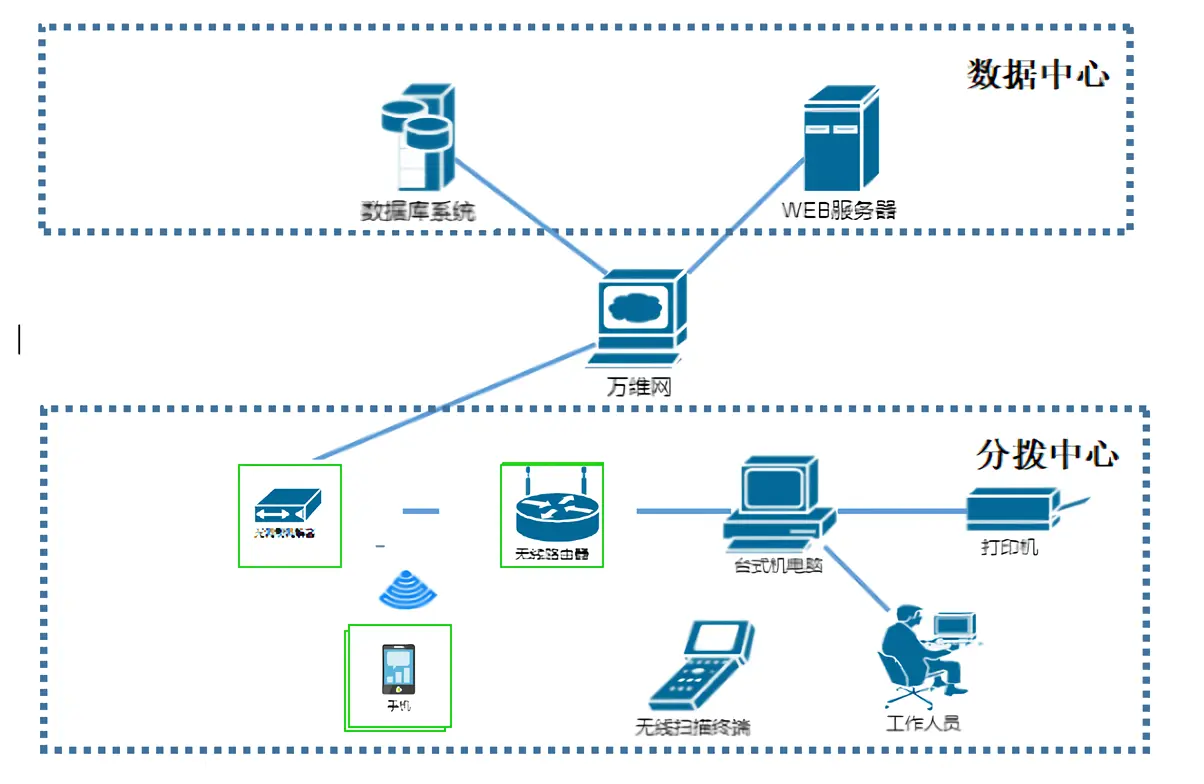 数据中心
数据库系统
WEB服务器
万维网
分拨中心
无线路由器
台式机电脑
打印机
手机
无线扫描终端
工作人员